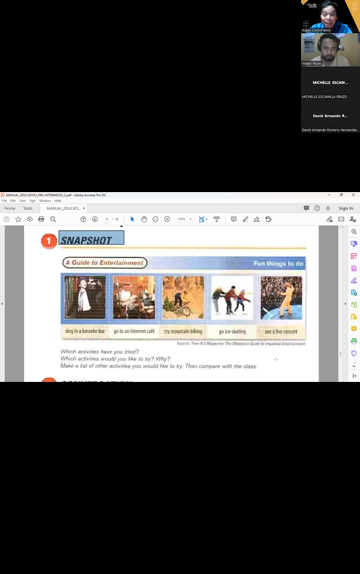 MICHELLE ESCAM...
MICHELLE ESCAMILLA ERAZO
David Armando R...
David Armando Romero Hernandez
MANUAL_EDUCATIVO_PRE-INTERMEDIO_2.pdf - Adobe Acrobat Pro DC
File Edit View Sign Window Help
Home Tools MANUAL_EDUCATI... × Sign In
1 SNAPSHOT
A Guide to Entertainment Fun things to do
sing in a karaoke bar go to an Internet café try mountain biking go ice-skating see a live concert
Source: Time Out Magazine: The Obsessive Guide to Impulsive Entertainment
Which activities have you tried?
Which activities would you like to try? Why?
Make a list of other activities you would like to try. Then compare with the class.